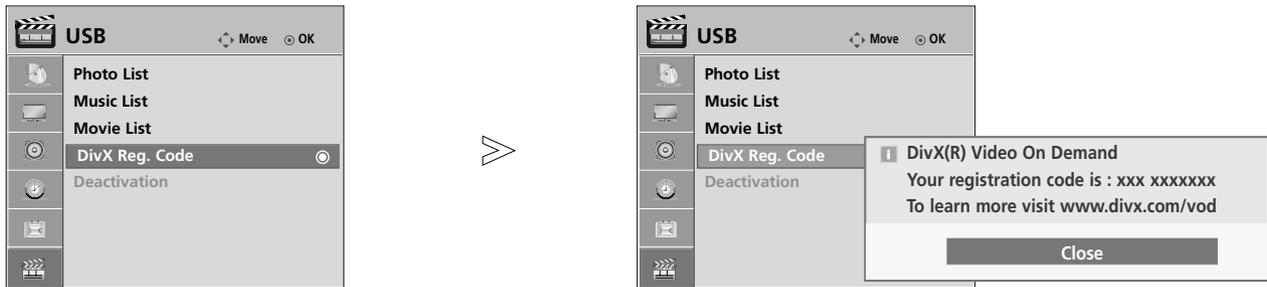 USB Move OK
Photo List
Music List
Movie List
DivX Reg. Code
Deactivation
USB Move OK
Photo List
Music List
Movie List
DivX Reg. Code
Deactivation
i DivX(R) Video On Demand
Your registration code is : xxx xxxxxxx
To learn more visit www.divx.com/vod
Close